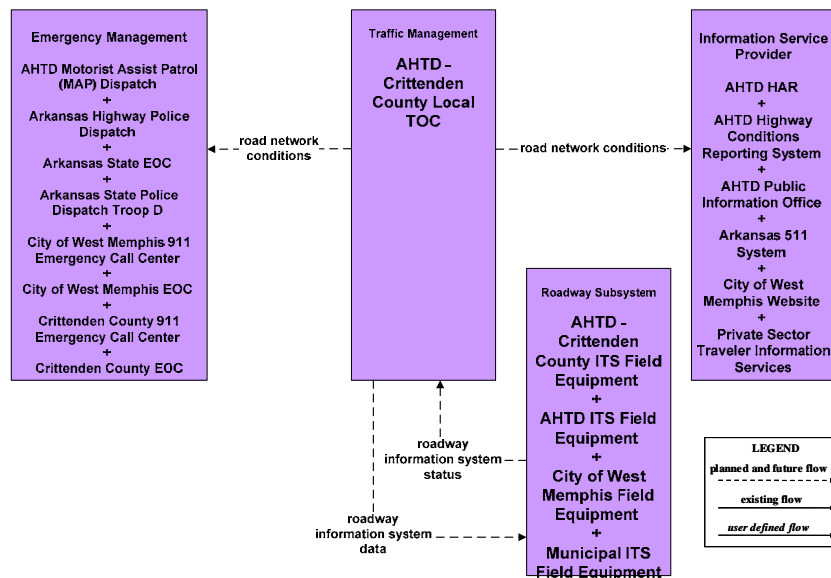 Emergency Management
AHTD Motorist Assist Patrol
(MAP) Dispatch
+
Arkansas Highway Police
Dispatch
+
Arkansas State EOC
+
Arkansas State Police
Dispatch Troop D
+
City of West Memphis 911
Emergency Call Center
+
City of West Memphis EOC
+
Crittenden County 911
Emergency Call Center
+
Crittenden County EOC
road network
conditions
Traffic Management
AHTD –
Crittenden
County Local
TOC
road network conditions
Information Service
Provider
AHTD HAR
+
AHTD Highway
Conditions
Reporting System
+
AHTD Public
Information Office
+
Arkansas 511
System
+
City of West
Memphis Website
+
Private Sector
Traveler Information
Services
Roadway Subsystem
AHTD -
Crittenden
County ITS Field
Equipment
+
AHTD ITS Field
Equipment
+
City of West
Memphis Field
Equipment
+
Municipal ITS
Field Equipment
roadway
information system
status
roadway
information system
data
LEGEND
planned and future flow
existing flow
user defined flow